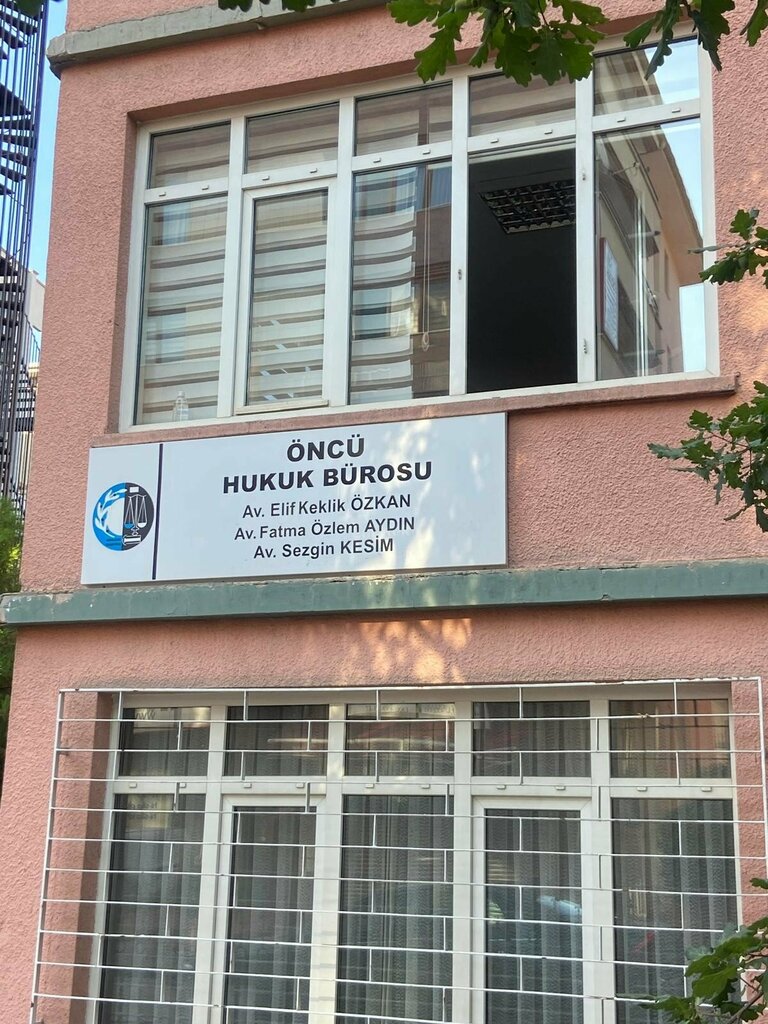 ÖNCÜ
HUKUK BÜROSU
Av. Elif Keklik ÖZKAN
Av. Fatma Özlem AYDIN
Av. Sezgin KESİM